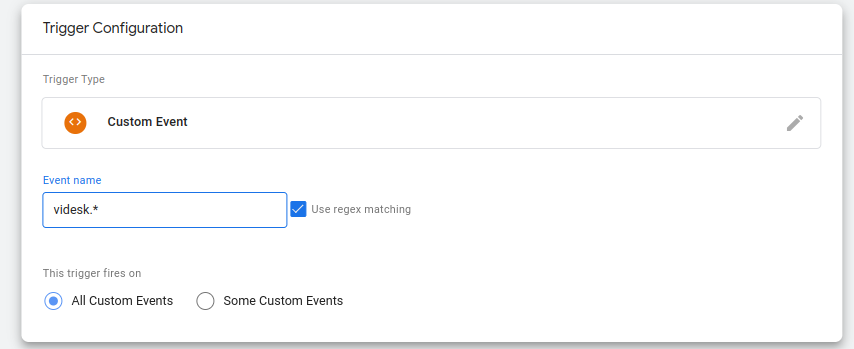 Trigger Configuration
Trigger Type
Custom Event
Event name
videsk.*
Use regex matching
This trigger fires on
All Custom Events
Some Custom Events